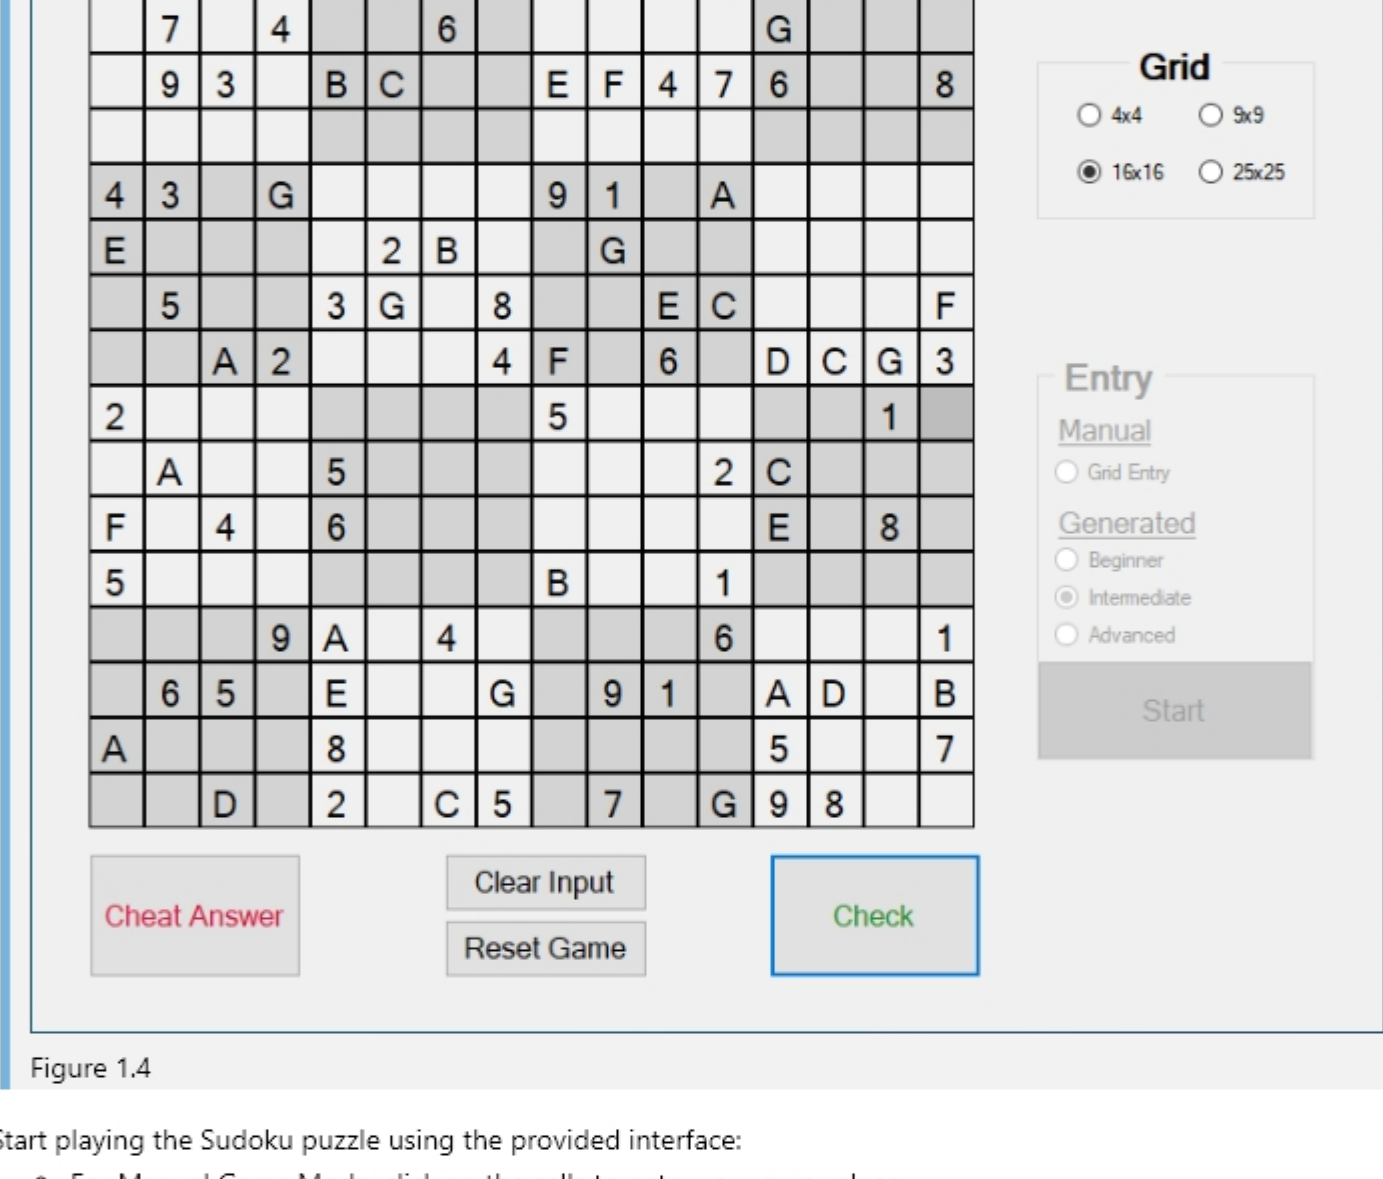 7 4 6 G
9 3 B C E F 4 7 6 8
4 3 G 9 1 A
E 2 B G
5 3 G 8 E C F
A 2 4 F 6 D C G 3
2 5 1
A 5 2 C
F 4 6 E 8
5 B 1
9 A 4 6 1
6 5 E G 9 1 A D B
A 8 5 7
D 2 C 5 7 G 9 8
Grid
4x4 9x9
16x16 25x25
Entry
Manual
Grid Entry
Generated
Beginner
Intermediate
Advanced
Start
Cheat Answer
Clear Input
Reset Game
Check
Figure 1.4
Start playing the Sudoku puzzle using the provided interface: